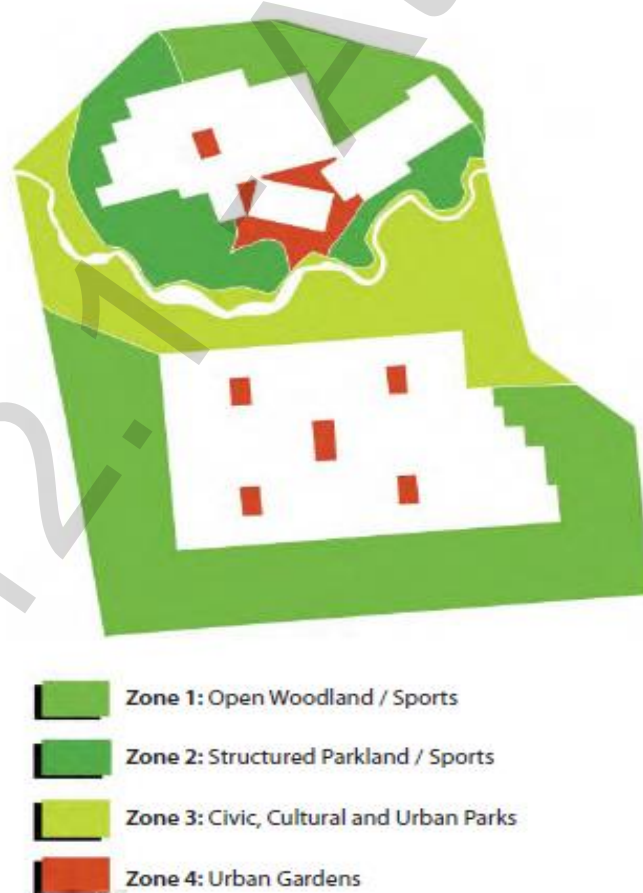 Zone 1: Open Woodland / Sports
Zone 2: Structured Parkland / Sports
Zone 3: Civic, Cultural and Urban Parks
Zone 4: Urban Gardens